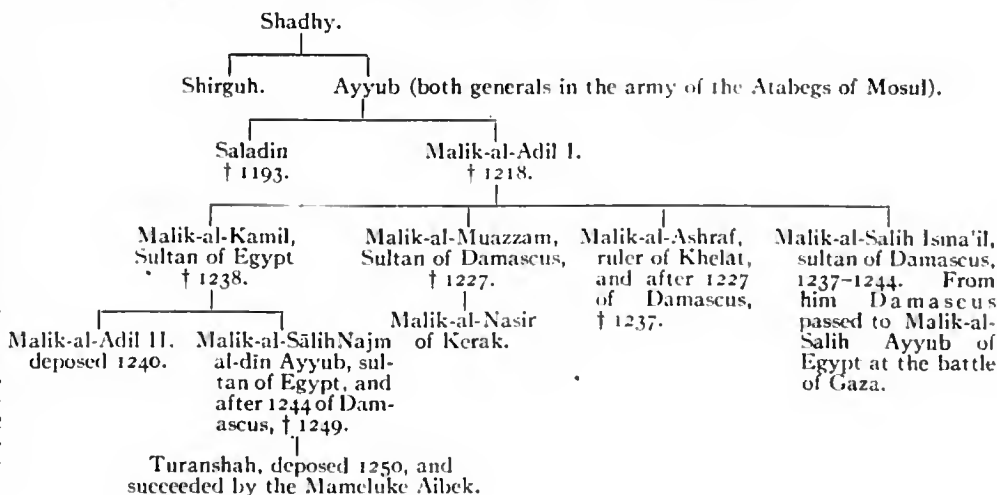 Shadhy.
Shirguh.
Ayyub (both generals in the army of the Atabegs of Mosul).
Saladin
† 1193.
Malik-al-Adil I.
† 1218.
Malik-al-Kamil,
Sultan of Egypt
† 1238.
Malik-al-Muazzam,
Sultan of Damascus,
† 1227.
Malik-al-Ashraf,
ruler of Khelat,
and after 1227
of Damascus,
† 1237.
Malik-al-Salih Isma'il,
sultan of Damascus,
1237–1244. From
him Damascus
passed to Malik-al-
Salih Ayyub of
Egypt at the battle
of Gaza.
Malik-al-Adil II.
deposed 1240.
Malik-al-Sālih Najm
al-dīn Ayyub, sul-
tan of Egypt, and
after 1244 of Dam-
ascus, † 1249.
Malik-al-Nasir
of Kerak.
Turanshah, deposed 1250, and
succeeded by the Mameluke Aibek.